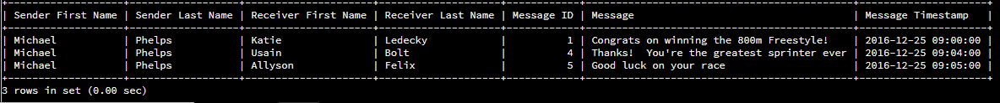 | Sender First Name | Sender Last Name | Receiver First Name | Receiver Last Name | Message ID | Message | Message Timestamp |
| Michael | Phelps | Katie | Ledecky | 1 | Congrats on winning the 800m Freestyle! | 2016-12-25 09:00:00 |
| Michael | Phelps | Usain | Bolt | 4 | Thanks!  You're the greatest sprinter ever | 2016-12-25 09:04:00 |
| Michael | Phelps | Allyson | Felix | 5 | Good luck on your race | 2016-12-25 09:05:00 |
3 rows in set (0.00 sec)